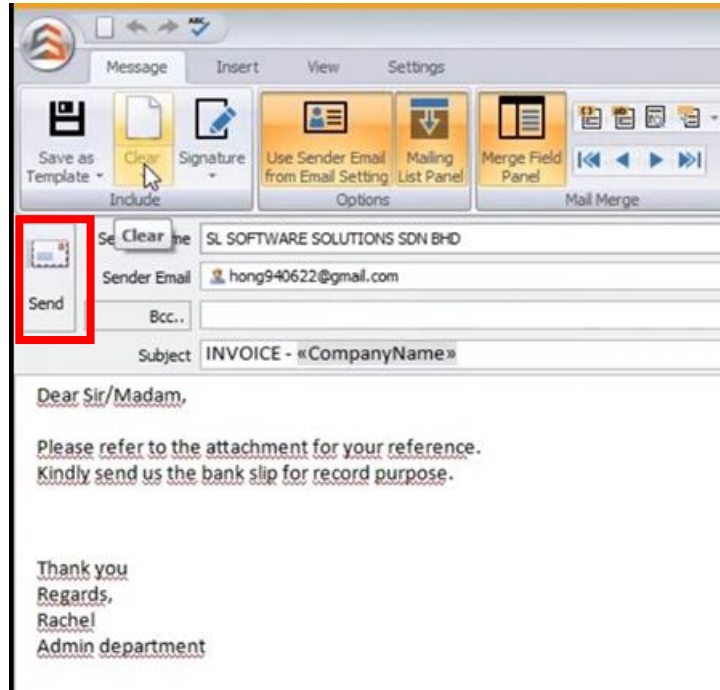 ABC
Message Insert View Settings
Save as Template
Clear
Signature
Use Sender Email from Email Setting
Mailing List Panel
Merge Field Panel
Include
Options
Mail Merge
Clear
Se me SL SOFTWARE SOLUTIONS SDN BHD
Sender Email hong940622@gmail.com
Send
Bcc..
Subject INVOICE - «CompanyName»
Dear Sir/Madam,
Please refer to the attachment for your reference.
Kindly send us the bank slip for record purpose.
Thank you
Regards,
Rachel
Admin department